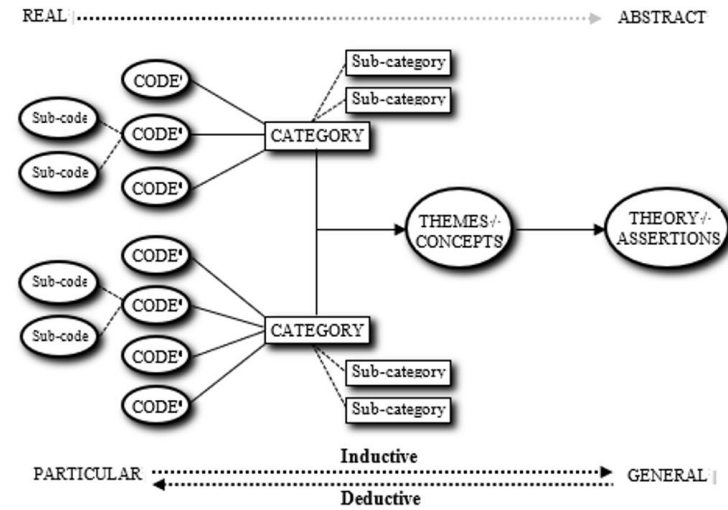 REAL
ABSTRACT
Sub-category
CODE
Sub-category
Sub-code
CODE
CATEGORY
Sub-code
CODE
THEMES/
CONCEPTS
THEORY/
ASSERTIONS
CODE
Sub-code
CODE
Sub-code
CATEGORY
CODE
Sub-category
CODE
Sub-category
Inductive
PARTICULAR
GENERAL
Deductive